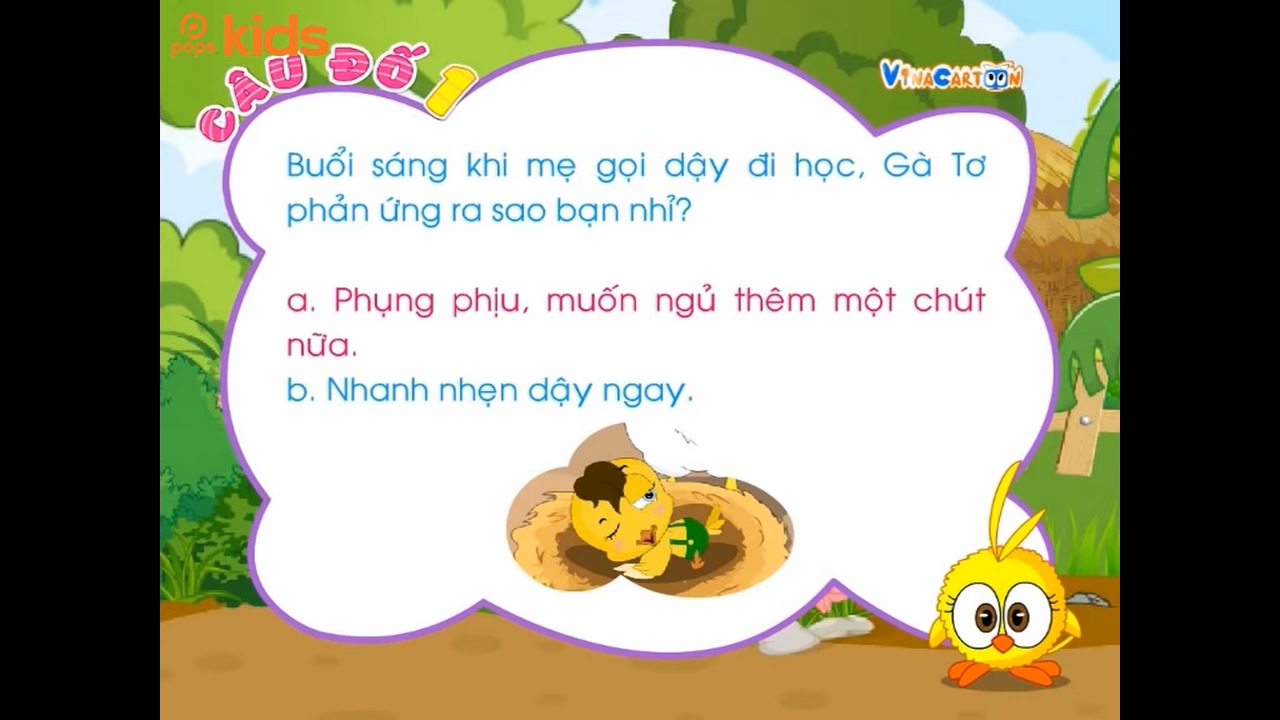 pops kids
CÂU ĐỐ 1
VINACARTOON
Buổi sáng khi mẹ gọi dậy đi học, Gà Tơ
phản ứng ra sao bạn nhỉ?
a. Phụng phịu, muốn ngủ thêm một chút
nữa.
b. Nhanh nhẹn dậy ngay.